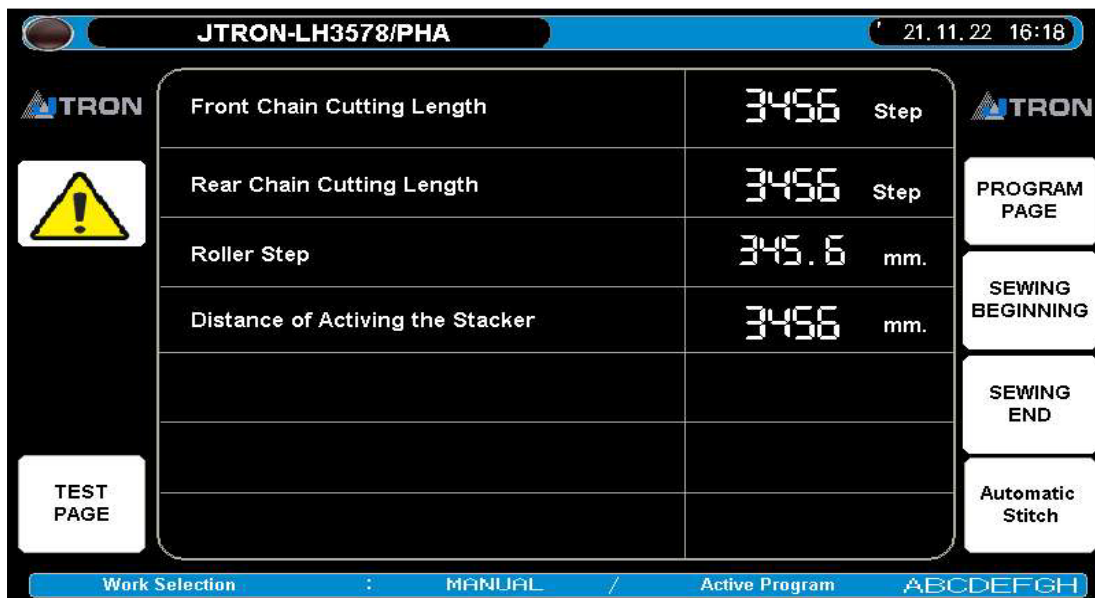 JTRON-LH3578/PHA
' 21.11.22 16:18
JTRON
JTRON
Front Chain Cutting Length 3456 Step
Rear Chain Cutting Length 3456 Step
Roller Step 345.6 mm.
Distance of Activing the Stacker 3456 mm.
PROGRAM
PAGE
SEWING
BEGINNING
SEWING
END
Automatic
Stitch
TEST
PAGE
Work Selection : MANUAL / Active Program ABCDEFGH